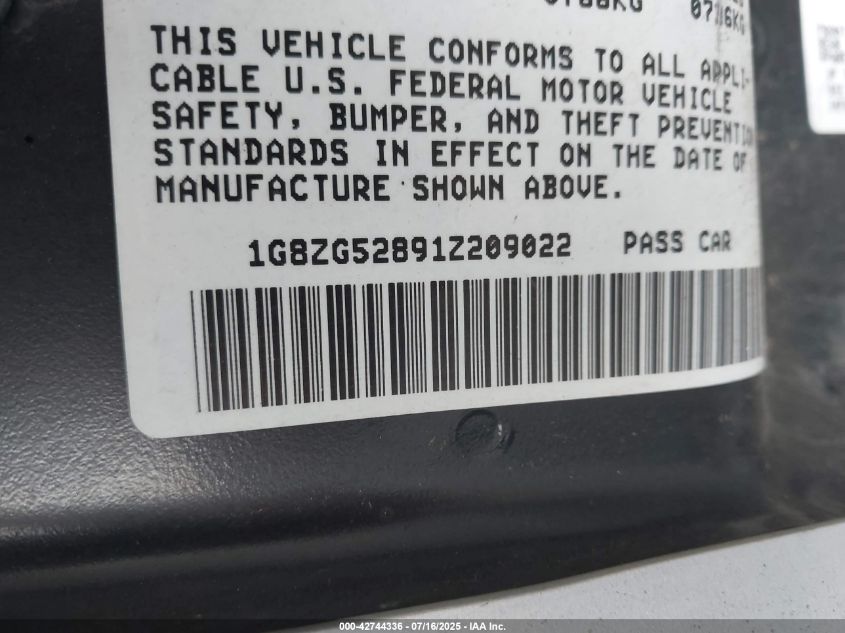 THIS VEHICLE CONFORMS TO ALL APPLI-
CABLE U.S. FEDERAL MOTOR VEHICLE
SAFETY, BUMPER, AND THEFT PREVENTION
STANDARDS IN EFFECT ON THE DATE OF
MANUFACTURE SHOWN ABOVE.
1G8ZG52891Z209022 PASS CAR
000-42744336 - 07/16/2025 - IAA Inc.